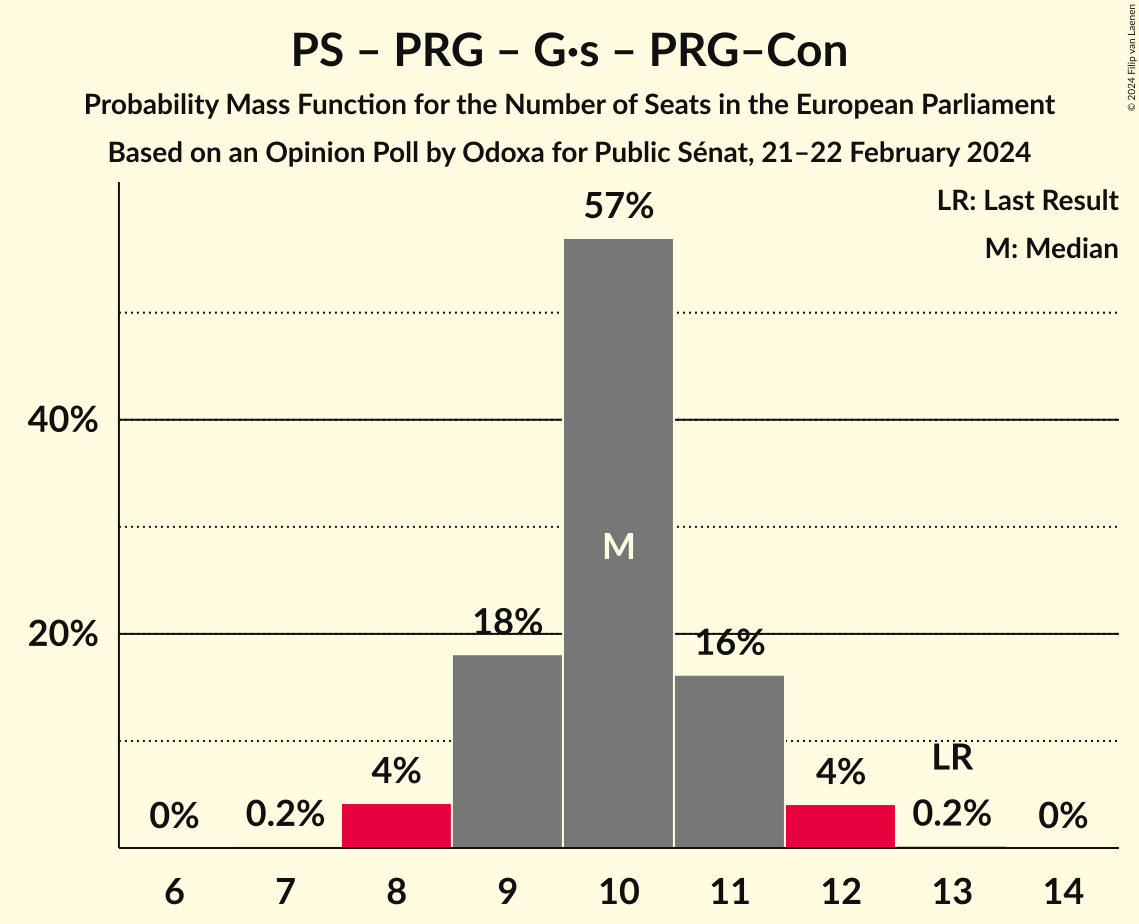 PS – PRG – G·s – PRG–Con
Probability Mass Function for the Number of Seats in the European Parliament
Based on an Opinion Poll by Odoxa for Public Sénat, 21–22 February 2024
© 2024 Filip van Laenen
LR: Last Result
M: Median
57%
40%
M
18%
20%
16%
4%
4%
LR
0%
0.2%
0.2%
0%
6
7
8
9
10
11
12
13
14